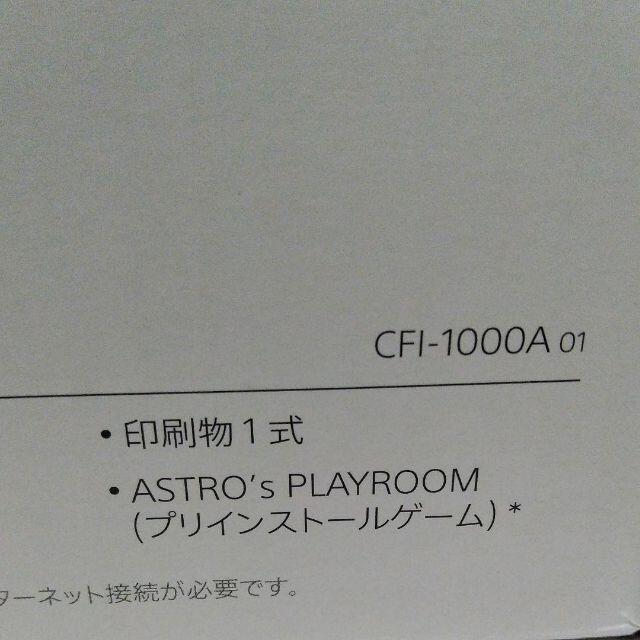 CFI-1000A 01
• 印刷物1式
• ASTRO's PLAYROOM
(プリインストールゲーム) *
ターネット接続が必要です。